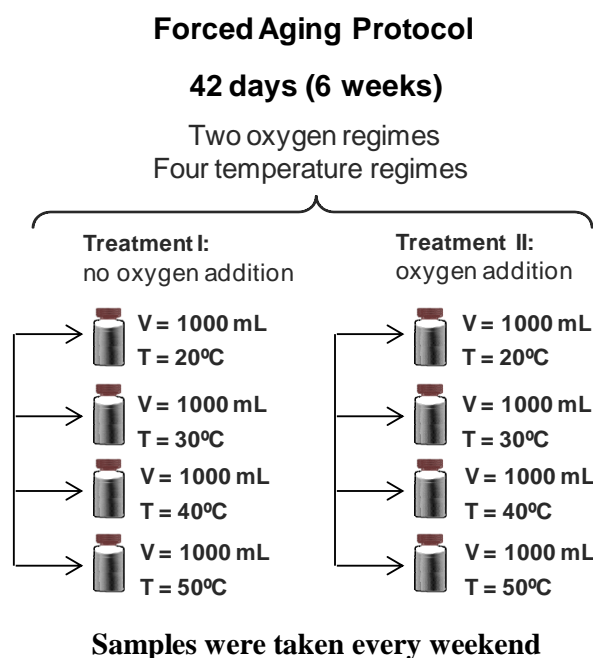 Forced Aging Protocol
42 days (6 weeks)
Two oxygen regimes
Four temperature regimes
Treatment I:
no oxygen addition
V = 1000 mL
T = 20ºC
V = 1000 mL
T = 30ºC
V = 1000 mL
T = 40ºC
V = 1000 mL
T = 50ºC
Treatment II:
oxygen addition
V = 1000 mL
T = 20ºC
V = 1000 mL
T = 30ºC
V = 1000 mL
T = 40ºC
V = 1000 mL
T = 50ºC
Samples were taken every weekend